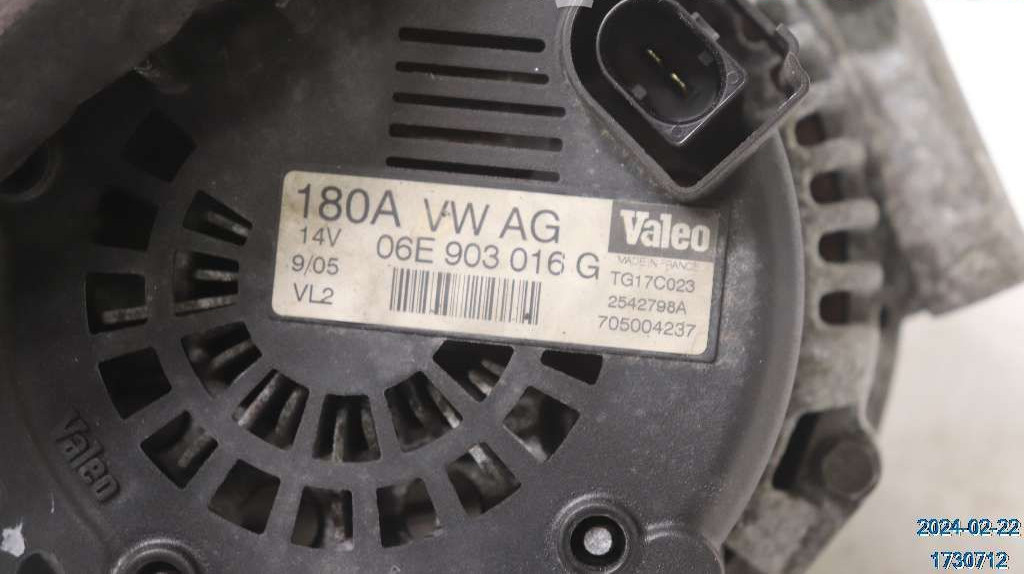 180A VW AG
14V 06E 903 016 G
9/05
VL2
Valeo
MADE IN FRANCE
TG17C023
2542798A
705004237
Valeo
2024-02-22
1730712